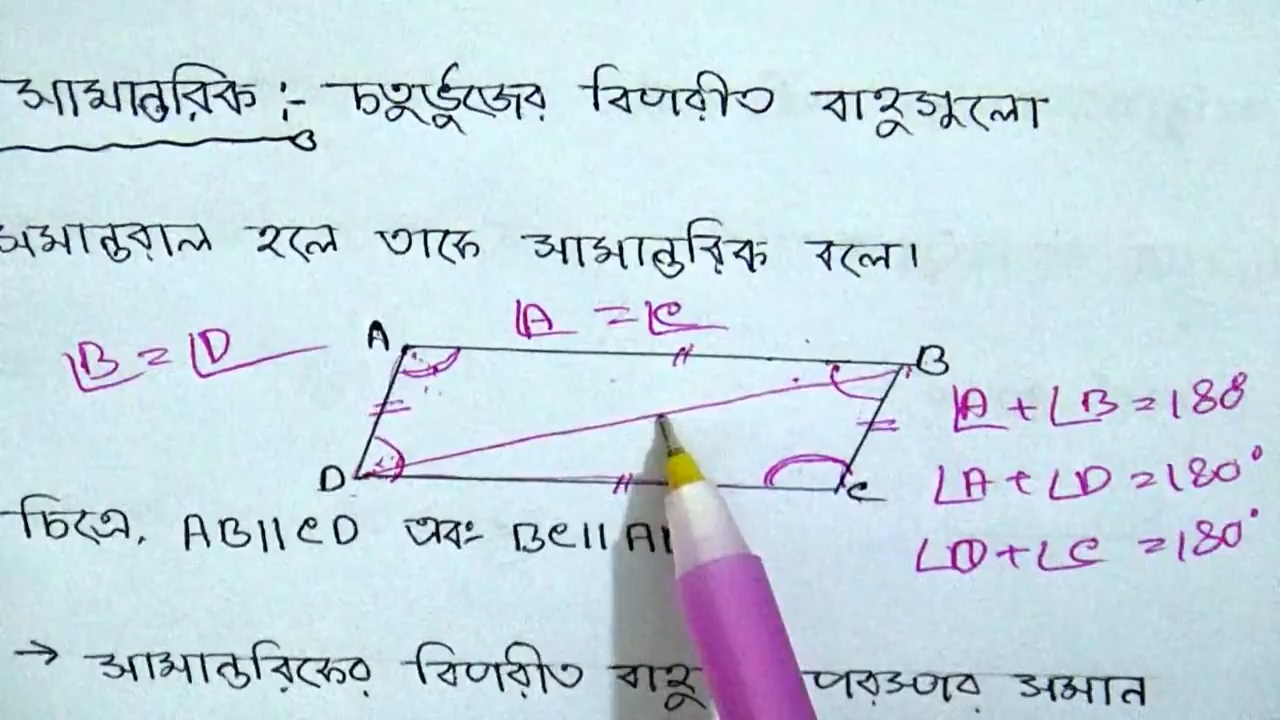 সামান্তরিক :- চতুর্ভুজের বিপরীত বাহুগুলো
সমান্তরাল হলে তাকে সামান্তরিক বলে।
∠A = ∠C
∠B = ∠D
A
B
∠A + ∠B = 180
∠A + ∠D = 180°
D
C
চিত্রে, AB||CD এবং BC||A
∠D + ∠C = 180°
→ সামান্তরিকের বিপরীত বাহু পরস্পর সমান